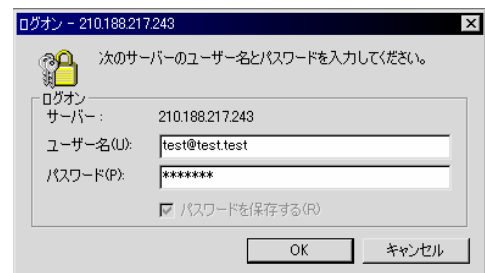 ログオン - 210.188.217.243
次のサーバーのユーザー名とパスワードを入力してください。
ログオン
サーバー : 210.188.217.243
ユーザー名(U): test@test.test
パスワード(P): *******
パスワードを保存する(R)
OK キャンセル